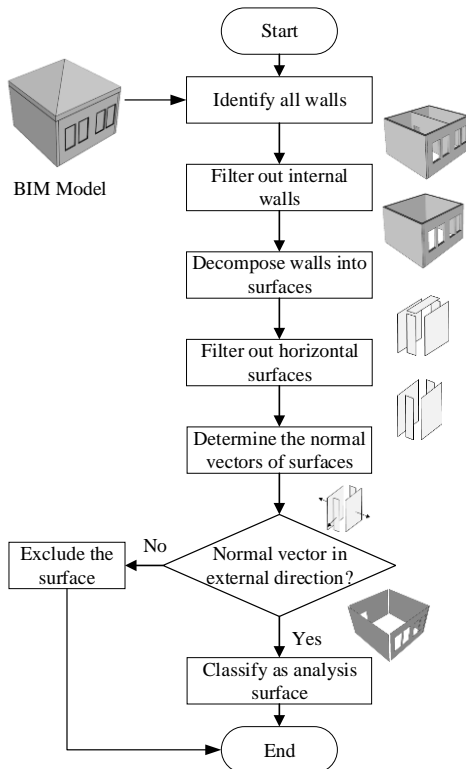 Start
Identify all walls
BIM Model
Filter out internal
walls
Decompose walls into
surfaces
Filter out horizontal
surfaces
Determine the normal
vectors of surfaces
Normal vector in
external direction?
No
Exclude the
surface
Yes
Classify as analysis
surface
End